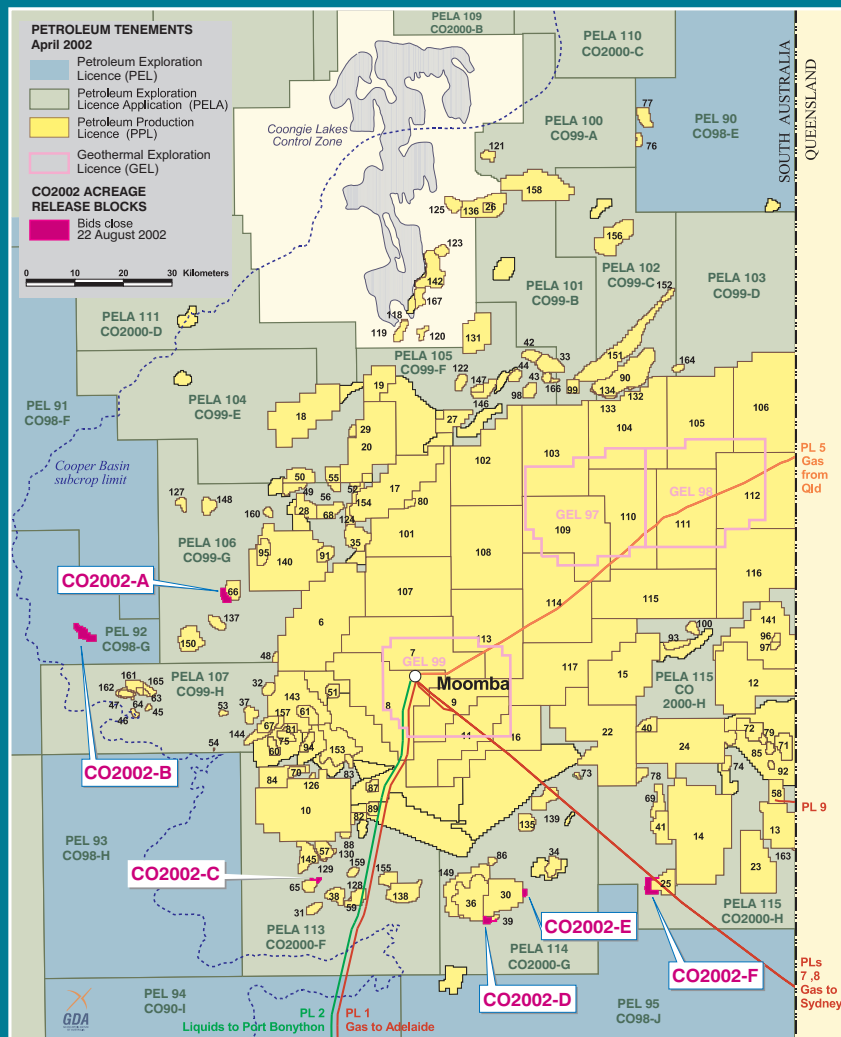 PETROLEUM TENEMENTS
April 2002
Petroleum Exploration
Licence (PEL)
Petroleum Exploration
Licence Application (PELA)
Petroleum Production
Licence (PPL)
Geothermal Exploration
Licence (GEL)
CO2002 ACREAGE
RELEASE BLOCKS
Bids close
22 August 2002
0 10 20 30 Kilometers
PELA 109
CO2000-B
PELA 110
CO2000-C
SOUTH AUSTRALIA
QUEENSLAND
Coongie Lakes
Control Zone
PELA 100
CO99-A
77
PEL 90
CO98-E
76
121
158
125
136
26
156
123
142
167
118
119
120
131
PELA 101
CO99-B
PELA 102
CO99-C
152
PELA 103
CO99-D
PELA 111
CO2000-D
PELA 105
CO99-F
42
33
44
43
166
99
151
90
134
132
133
164
122
147
146
98
PEL 91
CO98-F
PELA 104
CO99-E
19
18
29
20
27
102
103
104
105
106
PL 5
Gas
from
Qld
Cooper Basin
subcrop limit
50
49
55
52
56
17
80
154
28
68
124
127
148
160
GEL 97
GEL 98
109
110
111
112
PELA 106
CO99-G
95
140
91
35
101
108
CO2002-A
66
107
114
115
116
137
150
PEL 92
CO98-G
6
113
7
GEL 99
Moomba
117
15
100
93
141
96
97
PELA 115
CO
2000-H
12
48
PELA 107
CO99-H
161
165
162
63
64
47
46
45
53
37
32
143
51
157
61
67
81
144
75
60
94
153
54
8
9
11
16
22
40
24
72
79
71
85
74
92
CO2002-B
84
70
126
83
87
10
89
82
73
139
135
78
69
41
14
58
PL 9
13
163
23
PEL 93
CO98-H
CO2002-C
145
57
88
130
129
159
65
128
155
38
59
138
31
86
34
149
36
30
39
25
CO2002-E
PELA 115
CO2000-H
PELA 113
CO2000-F
PELA 114
CO2000-G
CO2002-F
CO2002-D
PLs
7 ,8
Gas to
Sydney
PEL 94
CO90-I
GDA
PL 2
Liquids to Port Bonython
PL 1
Gas to Adelaide
PEL 95
CO98-J